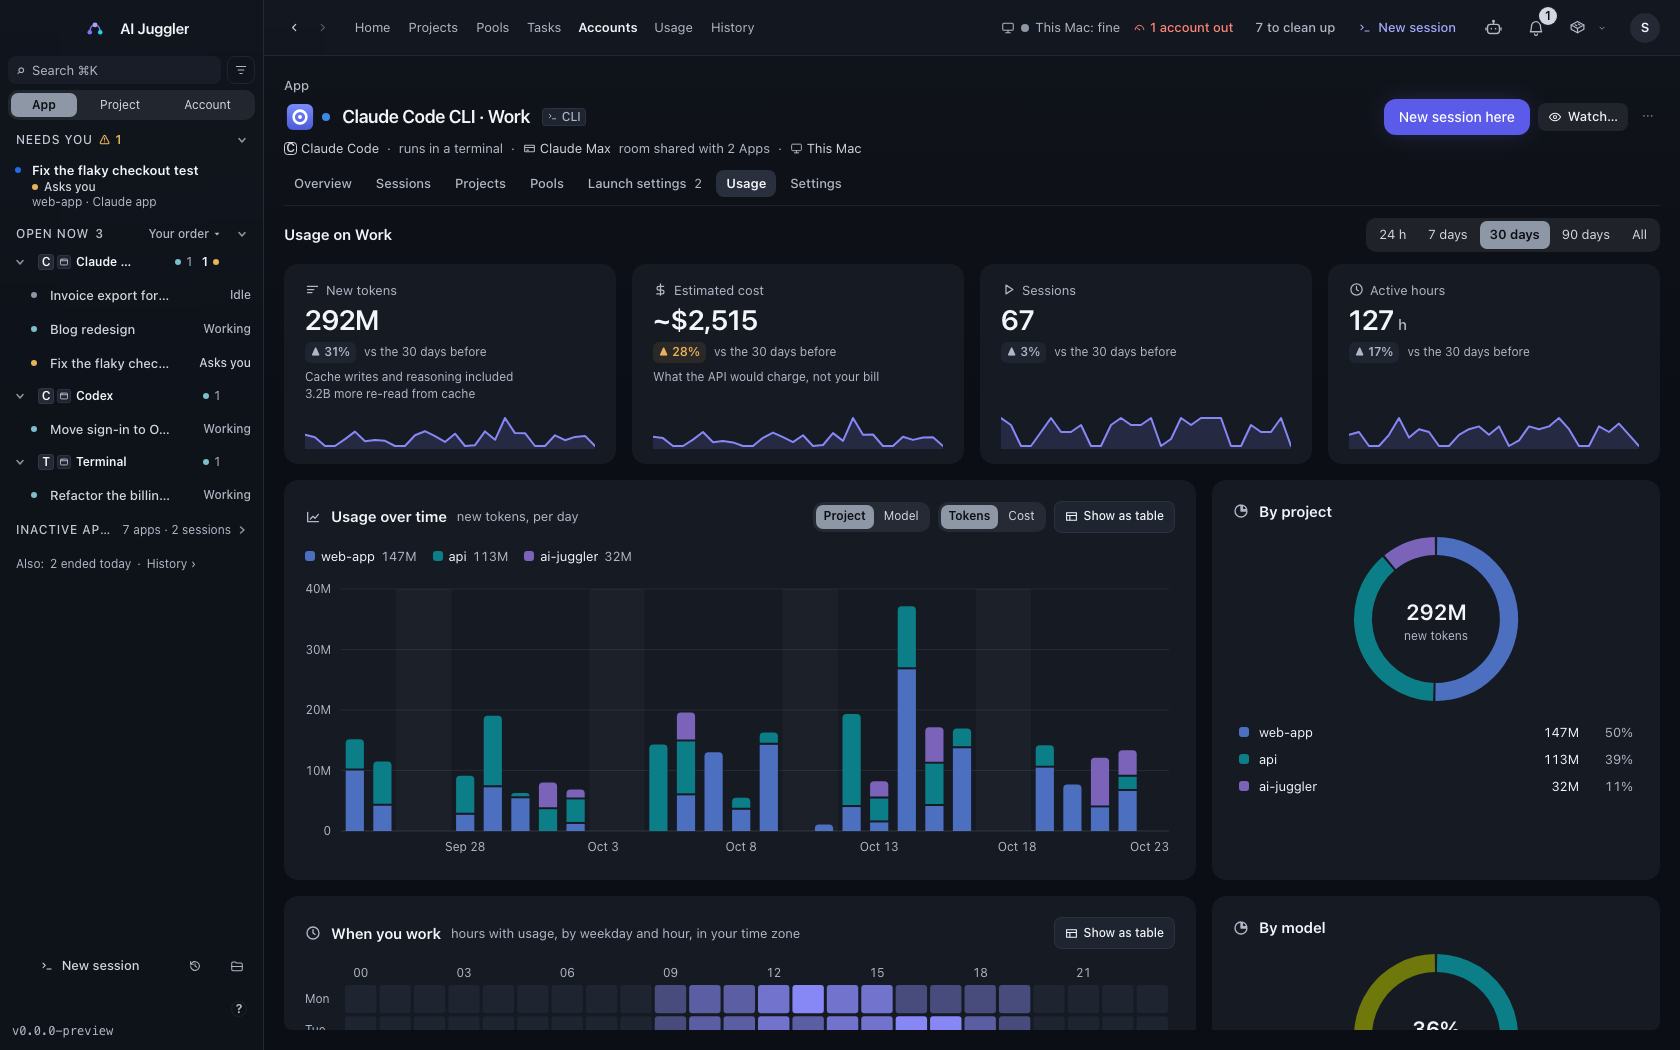 AI Juggler
Search ⌘K
App Project Account
NEEDS YOU 1
Fix the flaky checkout test
Asks you
web-app · Claude app
OPEN NOW 3 Your order
C Claude ... 1 1
Invoice export for... Idle
Blog redesign Working
Fix the flaky chec... Asks you
C Codex 1
Move sign-in to O... Working
T Terminal 1
Refactor the billin... Working
INACTIVE AP... 7 apps · 2 sessions
Also: 2 ended today · History ›
New session
?
v0.0.0-preview
Home Projects Pools Tasks Accounts Usage History
This Mac: fine 1 account out 7 to clean up New session 1 S
App
Claude Code CLI · Work CLI
New session here Watch... ...
C Claude Code · runs in a terminal · Claude Max room shared with 2 Apps · This Mac
Overview Sessions Projects Pools Launch settings 2 Usage Settings
Usage on Work
24 h 7 days 30 days 90 days All
New tokens
292M
▲ 31% vs the 30 days before
Cache writes and reasoning included
3.2B more re-read from cache
$ Estimated cost
~$2,515
▲ 28% vs the 30 days before
What the API would charge, not your bill
Sessions
67
▲ 3% vs the 30 days before
Active hours
127 h
▲ 17% vs the 30 days before
Usage over time new tokens, per day
Project Model Tokens Cost Show as table
web-app 147M api 113M ai-juggler 32M
40M
30M
20M
10M
0
Sep 28 Oct 3 Oct 8 Oct 13 Oct 18 Oct 23
By project
292M
new tokens
web-app 147M 50%
api 113M 39%
ai-juggler 32M 11%
When you work hours with usage, by weekday and hour, in your time zone
Show as table
00 03 06 09 12 15 18 21
Mon
Tue
By model
36%